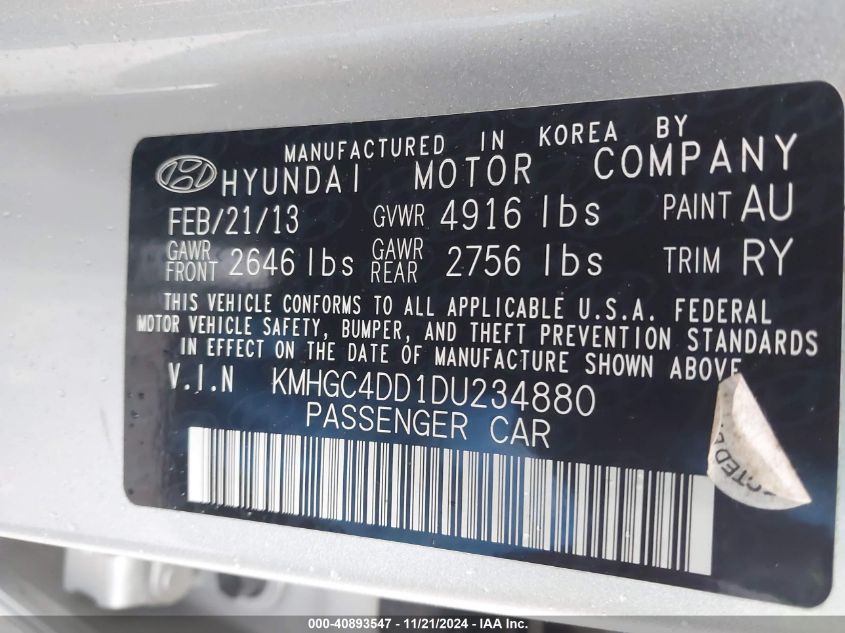 MANUFACTURED IN KOREA BY
HYUNDAI MOTOR COMPANY
FEB/21/13 GVWR 4916 lbs PAINT AU
GAWR FRONT 2646 lbs GAWR REAR 2756 lbs TRIM RY
THIS VEHICLE CONFORMS TO ALL APPLICABLE U.S.A. FEDERAL
MOTOR VEHICLE SAFETY, BUMPER, AND THEFT PREVENTION STANDARDS
IN EFFECT ON THE DATE OF MANUFACTURE SHOWN ABOVE.
V.I.N KMHGC4DD1DU234880
PASSENGER CAR
000-40893547 - 11/21/2024 - IAA Inc.